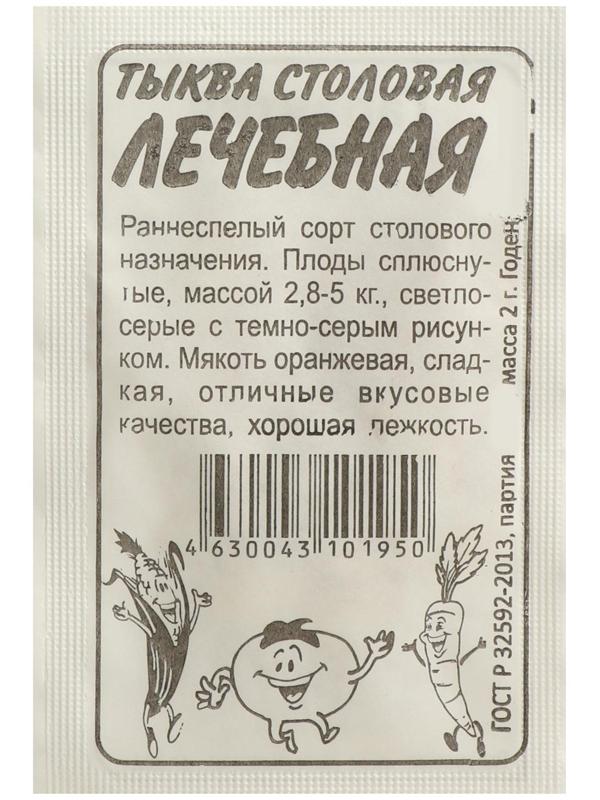 ТЫКВА СТОЛОВАЯ
ЛЕЧЕБНАЯ
Раннеспелый сорт столового
назначения. Плоды сплюсну-
тые, массой 2,8-5 кг., светло-
серые с темно-серым рисун-
ком. Мякоть оранжевая, слад-
кая, отличные вкусовые
качества, хорошая лежкость.
4 630043 101950
ГОСТ Р 32592-2013, партия
масса 2 г. Годен